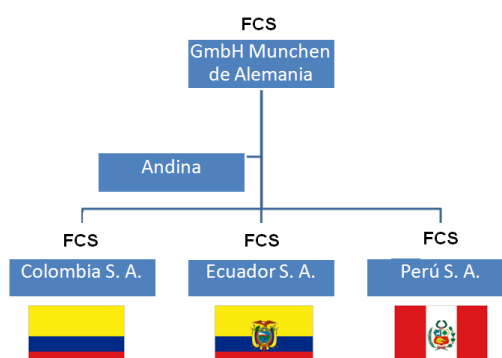 FCS
GmbH Munchen
de Alemania
Andina
FCS
FCS
FCS
Colombia S. A.
Ecuador S. A.
Perú S. A.